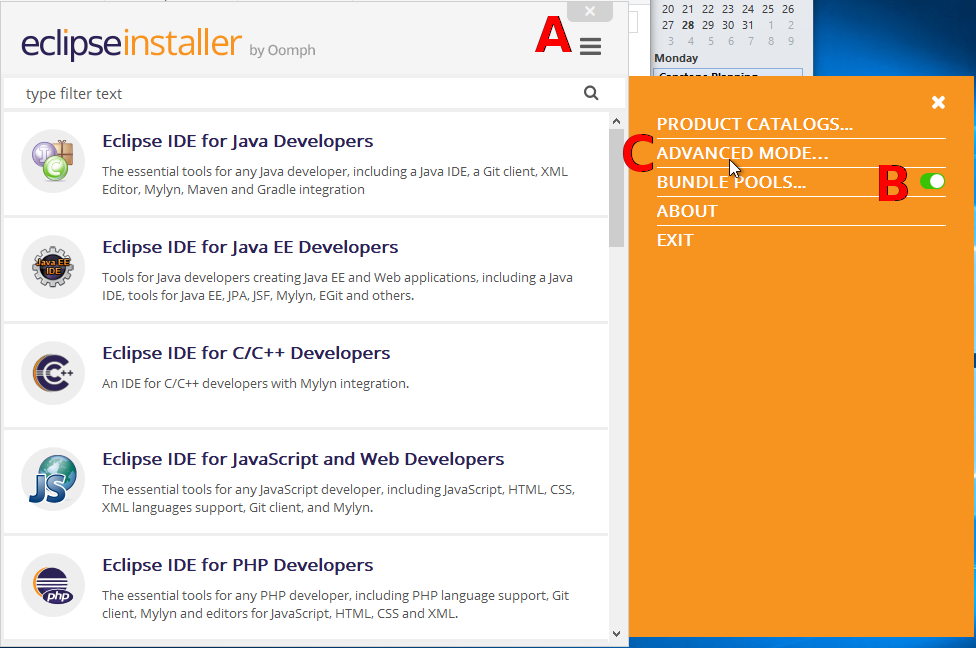 20 21 22 23 24 25 26
27 28 29 30 31 1 2
3 4 5 6 7 8 9
Monday
Capstone Planning
eclipseinstaller by Oomph
A
type filter text
Eclipse IDE for Java Developers
The essential tools for any Java developer, including a Java IDE, a Git client, XML
Editor, Mylyn, Maven and Gradle integration
Java EE
IDE
Eclipse IDE for Java EE Developers
Tools for Java developers creating Java EE and Web applications, including a Java
IDE, tools for Java EE, JPA, JSF, Mylyn, EGit and others.
C++
Eclipse IDE for C/C++ Developers
An IDE for C/C++ developers with Mylyn integration.
JS
Eclipse IDE for JavaScript and Web Developers
The essential tools for any JavaScript developer, including JavaScript, HTML, CSS,
XML languages support, Git client, and Mylyn.
php
Eclipse IDE for PHP Developers
The essential tools for any PHP developer, including PHP language support, Git
client, Mylyn and editors for JavaScript, HTML, CSS and XML.
PRODUCT CATALOGS...
C ADVANCED MODE...
BUNDLE POOLS... B
ABOUT
EXIT